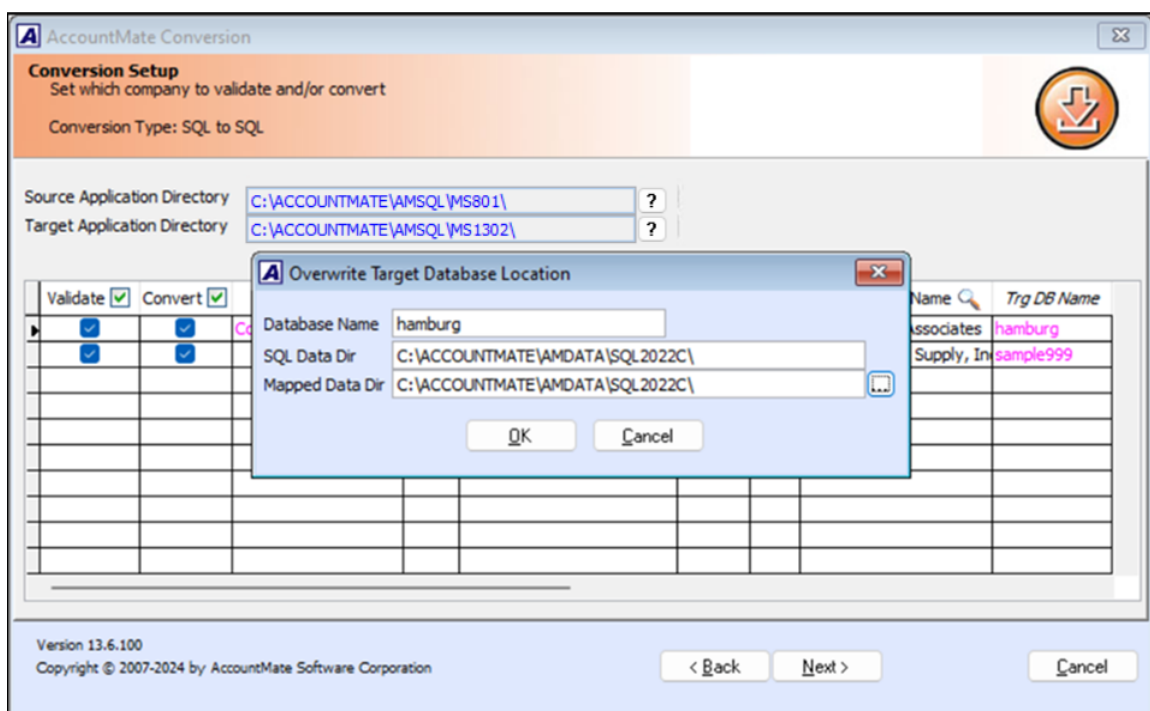 AccountMate Conversion
Conversion Setup
Set which company to validate and/or convert
Conversion Type: SQL to SQL
Source Application Directory C:\ACCOUNTMATE\AMSQL\MS801\ ?
Target Application Directory C:\ACCOUNTMATE\AMSQL\MS1302\ ?
Overwrite Target Database Location
Validate Convert Name Trg DB Name
Database Name hamburg
Co ssociates hamburg
SQL Data Dir C:\ACCOUNTMATE\AMDATA\SQL2022C\
Supply, In sample999
Mapped Data Dir C:\ACCOUNTMATE\AMDATA\SQL2022C\ ...
OK Cancel
Version 13.6.100
Copyright © 2007-2024 by AccountMate Software Corporation
< Back Next > Cancel